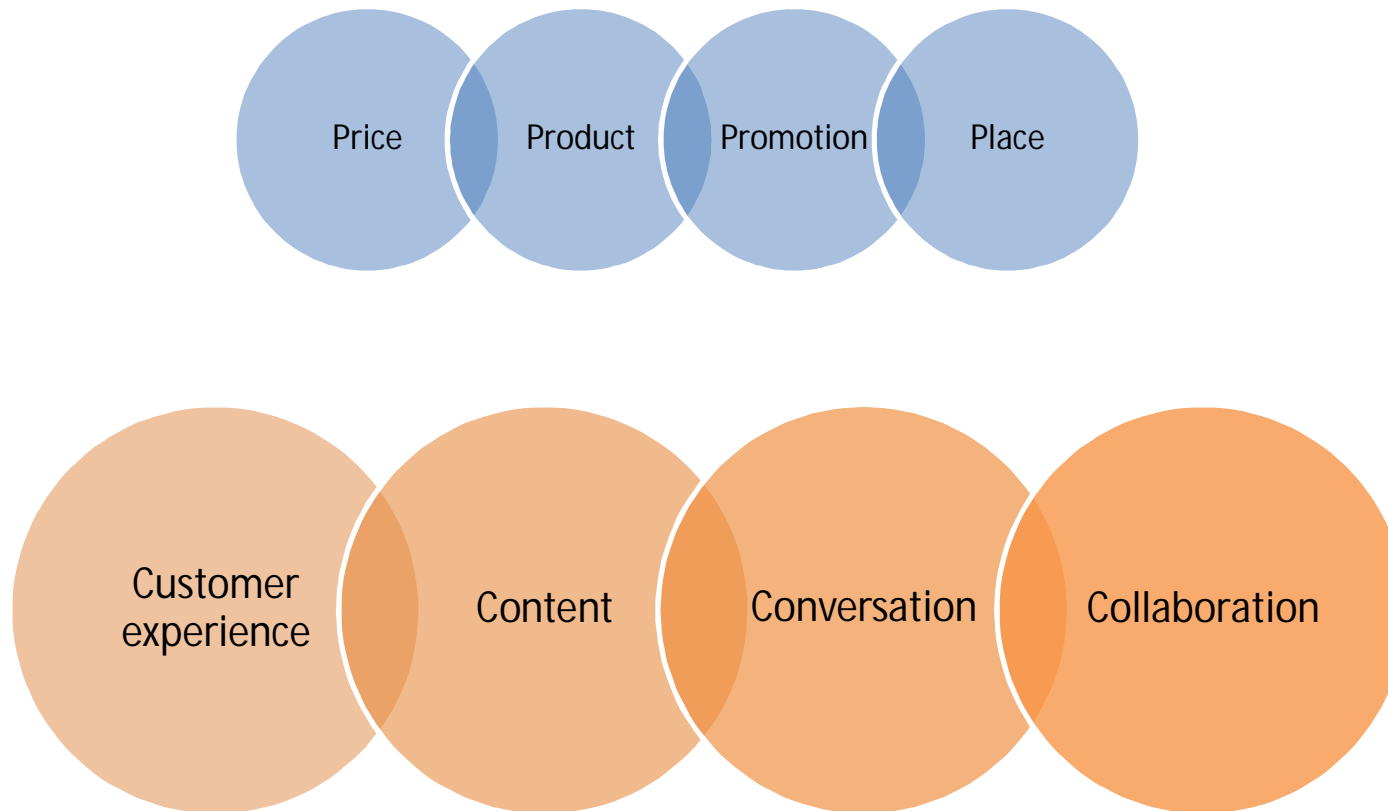 Price
Product
Promotion
Place
Customer
experience
Content
Conversation
Collaboration